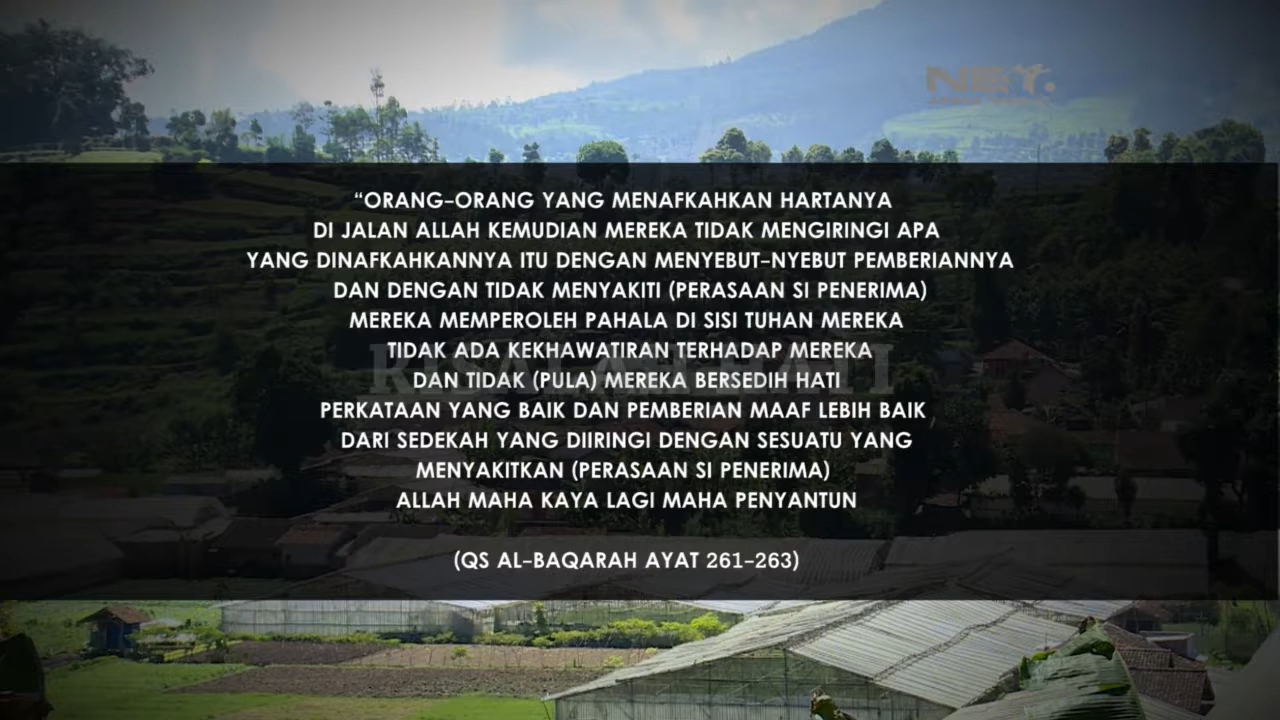 NET.
“ORANG-ORANG YANG MENAFKAHKAN HARTANYA
DI JALAN ALLAH KEMUDIAN MEREKA TIDAK MENGIRINGI APA
YANG DINAFKAHKANNYA ITU DENGAN MENYEBUT-NYEBUT PEMBERIANNYA
DAN DENGAN TIDAK MENYAKITI (PERASAAN SI PENERIMA)
MEREKA MEMPEROLEH PAHALA DI SISI TUHAN MEREKA
TIDAK ADA KEKHAWATIRAN TERHADAP MEREKA
DAN TIDAK (PULA) MEREKA BERSEDIH HATI
PERKATAAN YANG BAIK DAN PEMBERIAN MAAF LEBIH BAIK
DARI SEDEKAH YANG DIIRINGI DENGAN SESUATU YANG
MENYAKITKAN (PERASAAN SI PENERIMA)
ALLAH MAHA KAYA LAGI MAHA PENYANTUN
(QS AL-BAQARAH AYAT 261-263)